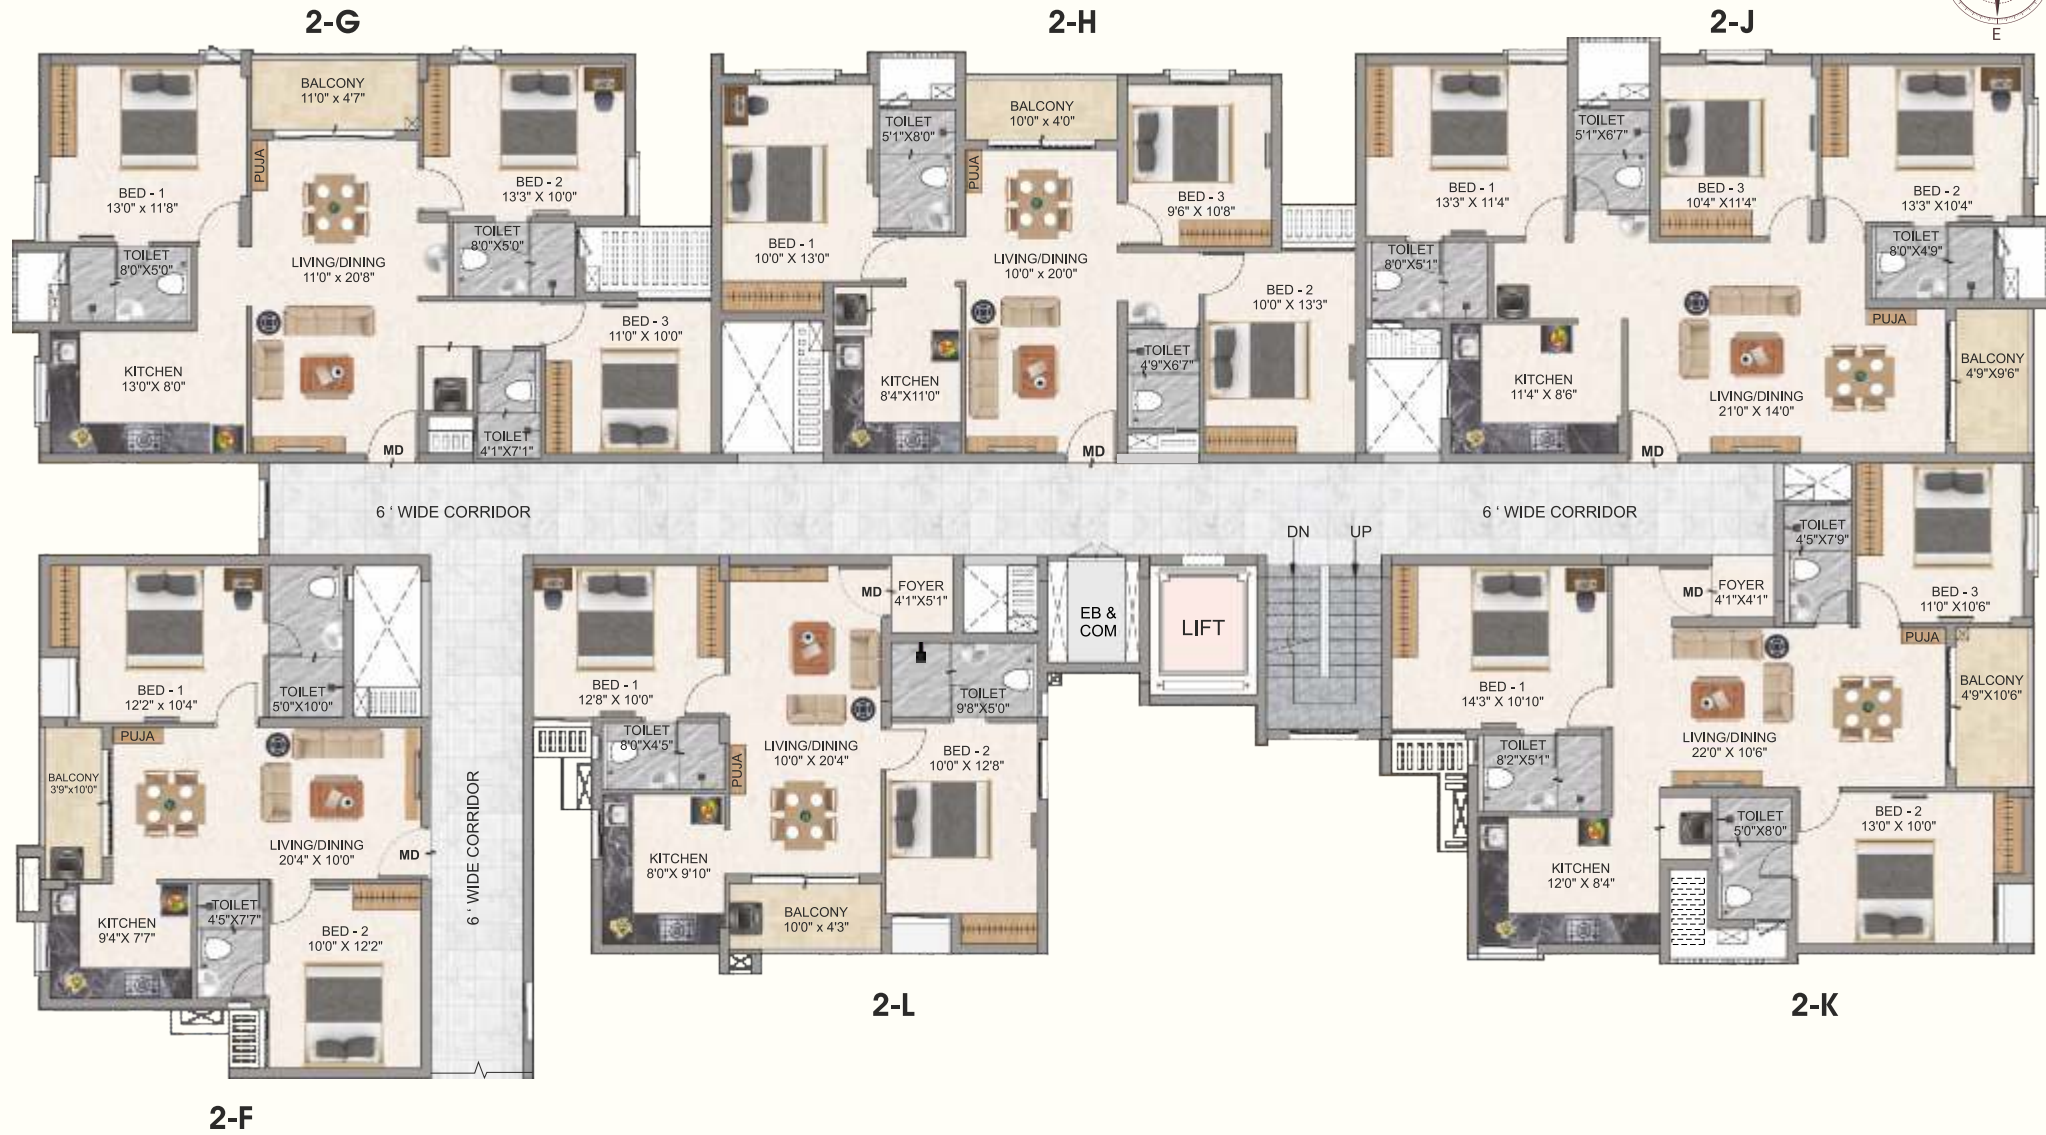 2-G
2-H
2-J
E
BALCONY
11'0" x 4'7"
BED - 1
13'0" x 11'8"
PUJA
BED - 2
13'3" X 10'0"
TOILET
8'0"X5'0"
LIVING/DINING
11'0" x 20'8"
TOILET
8'0"X5'0"
BED - 3
11'0" X 10'0"
KITCHEN
13'0"X 8'0"
TOILET
4'1"X7'1"
MD
TOILET
5'1"X8'0"
BALCONY
10'0" x 4'0"
PUJA
BED - 3
9'6" X 10'8"
BED - 1
10'0" X 13'0"
LIVING/DINING
10'0" x 20'0"
BED - 2
10'0" X 13'3"
TOILET
4'9"X6'7"
KITCHEN
8'4"X11'0"
MD
TOILET
5'1"X6'7"
BED - 1
13'3" X 11'4"
BED - 3
10'4" X11'4"
BED - 2
13'3"X10'4"
TOILET
8'0"X5'1"
TOILET
8'0"X4'9"
PUJA
BALCONY
4'9"X9'6"
KITCHEN
11'4" X 8'6"
LIVING/DINING
21'0" X 14'0"
MD
6 ' WIDE CORRIDOR
6 ' WIDE CORRIDOR
DN
UP
BED - 1
12'2" x 10'4"
TOILET
5'0"X10'0"
PUJA
BALCONY
3'9"x10'0"
LIVING/DINING
20'4" X 10'0"
MD
KITCHEN
9'4"X 7'7"
TOILET
4'5"X7'7"
BED - 2
10'0" X 12'2"
6 ' WIDE CORRIDOR
MD
FOYER
4'1"X5'1"
BED - 1
12'8" X 10'0"
TOILET
9'8"X5'0"
TOILET
8'0"X4'5"
PUJA
LIVING/DINING
10'0" X 20'4"
BED - 2
10'0" X 12'8"
KITCHEN
8'0"X 9'10"
BALCONY
10'0" x 4'3"
EB &
COM
LIFT
TOILET
4'5"X7'9"
MD
FOYER
4'1"X4'1"
BED - 3
11'0" X10'6"
PUJA
BED - 1
14'3" X 10'10"
BALCONY
4'9"X10'6"
LIVING/DINING
22'0" X 10'6"
TOILET
8'2"X5'1"
TOILET
5'0"X8'0"
BED - 2
13'0" X 10'0"
KITCHEN
12'0" X 8'4"
2-L
2-K
2-F